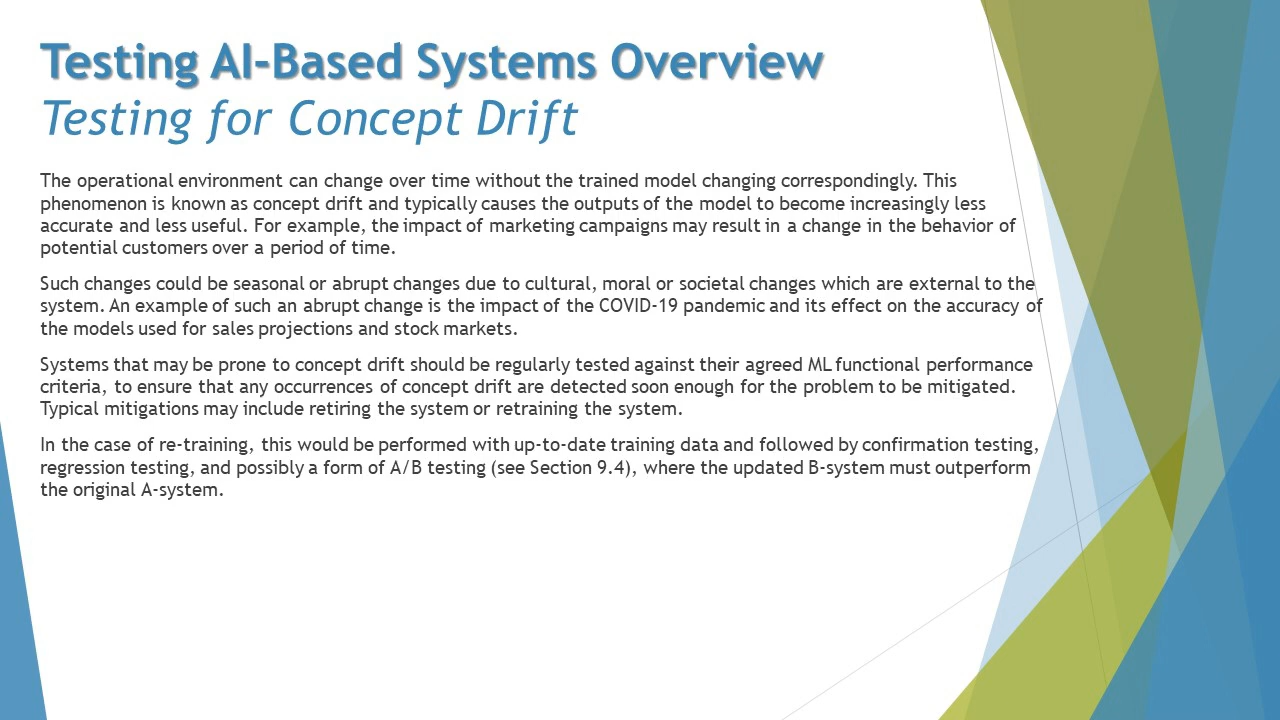 Testing AI-Based Systems Overview
Testing for Concept Drift
The operational environment can change over time without the trained model changing correspondingly. This
phenomenon is known as concept drift and typically causes the outputs of the model to become increasingly less
accurate and less useful. For example, the impact of marketing campaigns may result in a change in the behavior of
potential customers over a period of time.
Such changes could be seasonal or abrupt changes due to cultural, moral or societal changes which are external to the
system. An example of such an abrupt change is the impact of the COVID-19 pandemic and its effect on the accuracy of
the models used for sales projections and stock markets.
Systems that may be prone to concept drift should be regularly tested against their agreed ML functional performance
criteria, to ensure that any occurrences of concept drift are detected soon enough for the problem to be mitigated.
Typical mitigations may include retiring the system or retraining the system.
In the case of re-training, this would be performed with up-to-date training data and followed by confirmation testing,
regression testing, and possibly a form of A/B testing (see Section 9.4), where the updated B-system must outperform
the original A-system.